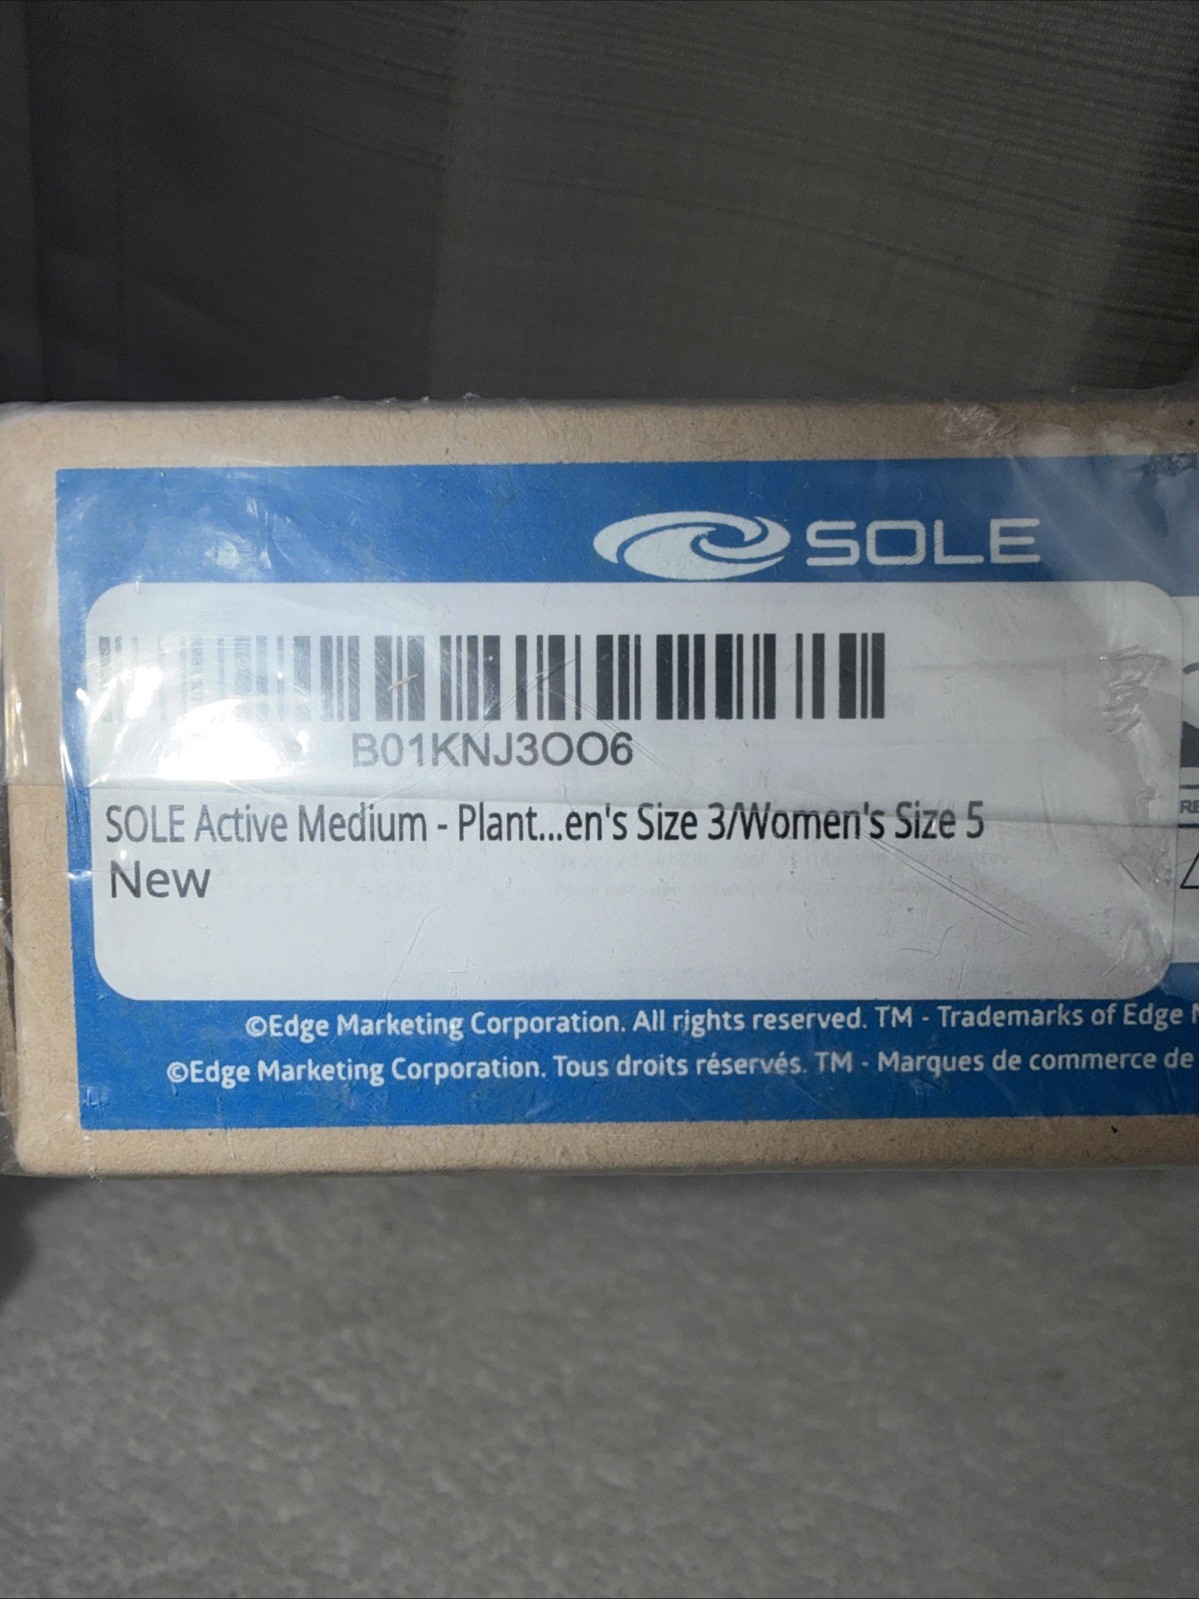 SOLE
B01KNJ3OO6
SOLE Active Medium - Plant...en's Size 3/Women's Size 5
New
©Edge Marketing Corporation. All rights reserved. TM - Trademarks of Edge
©Edge Marketing Corporation. Tous droits réservés. TM - Marques de commerce de